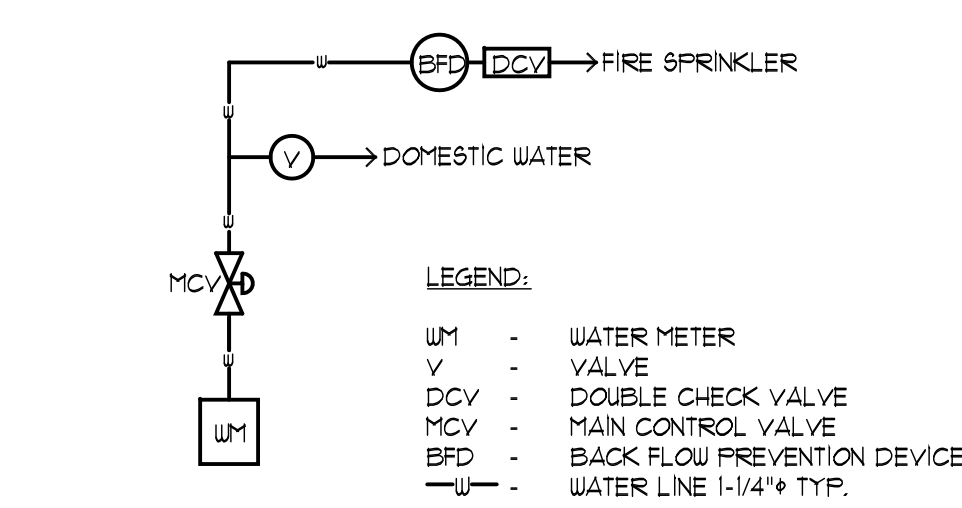 W BFD DCV FIRE SPRINKLER
W
V DOMESTIC WATER
W
MCV
LEGEND:
W
WM
WM - WATER METER
V - VALVE
DCV - DOUBLE CHECK VALVE
MCV - MAIN CONTROL VALVE
BFD - BACK FLOW PREVENTION DEVICE
W - WATER LINE 1-1/4"ϕ TYP.